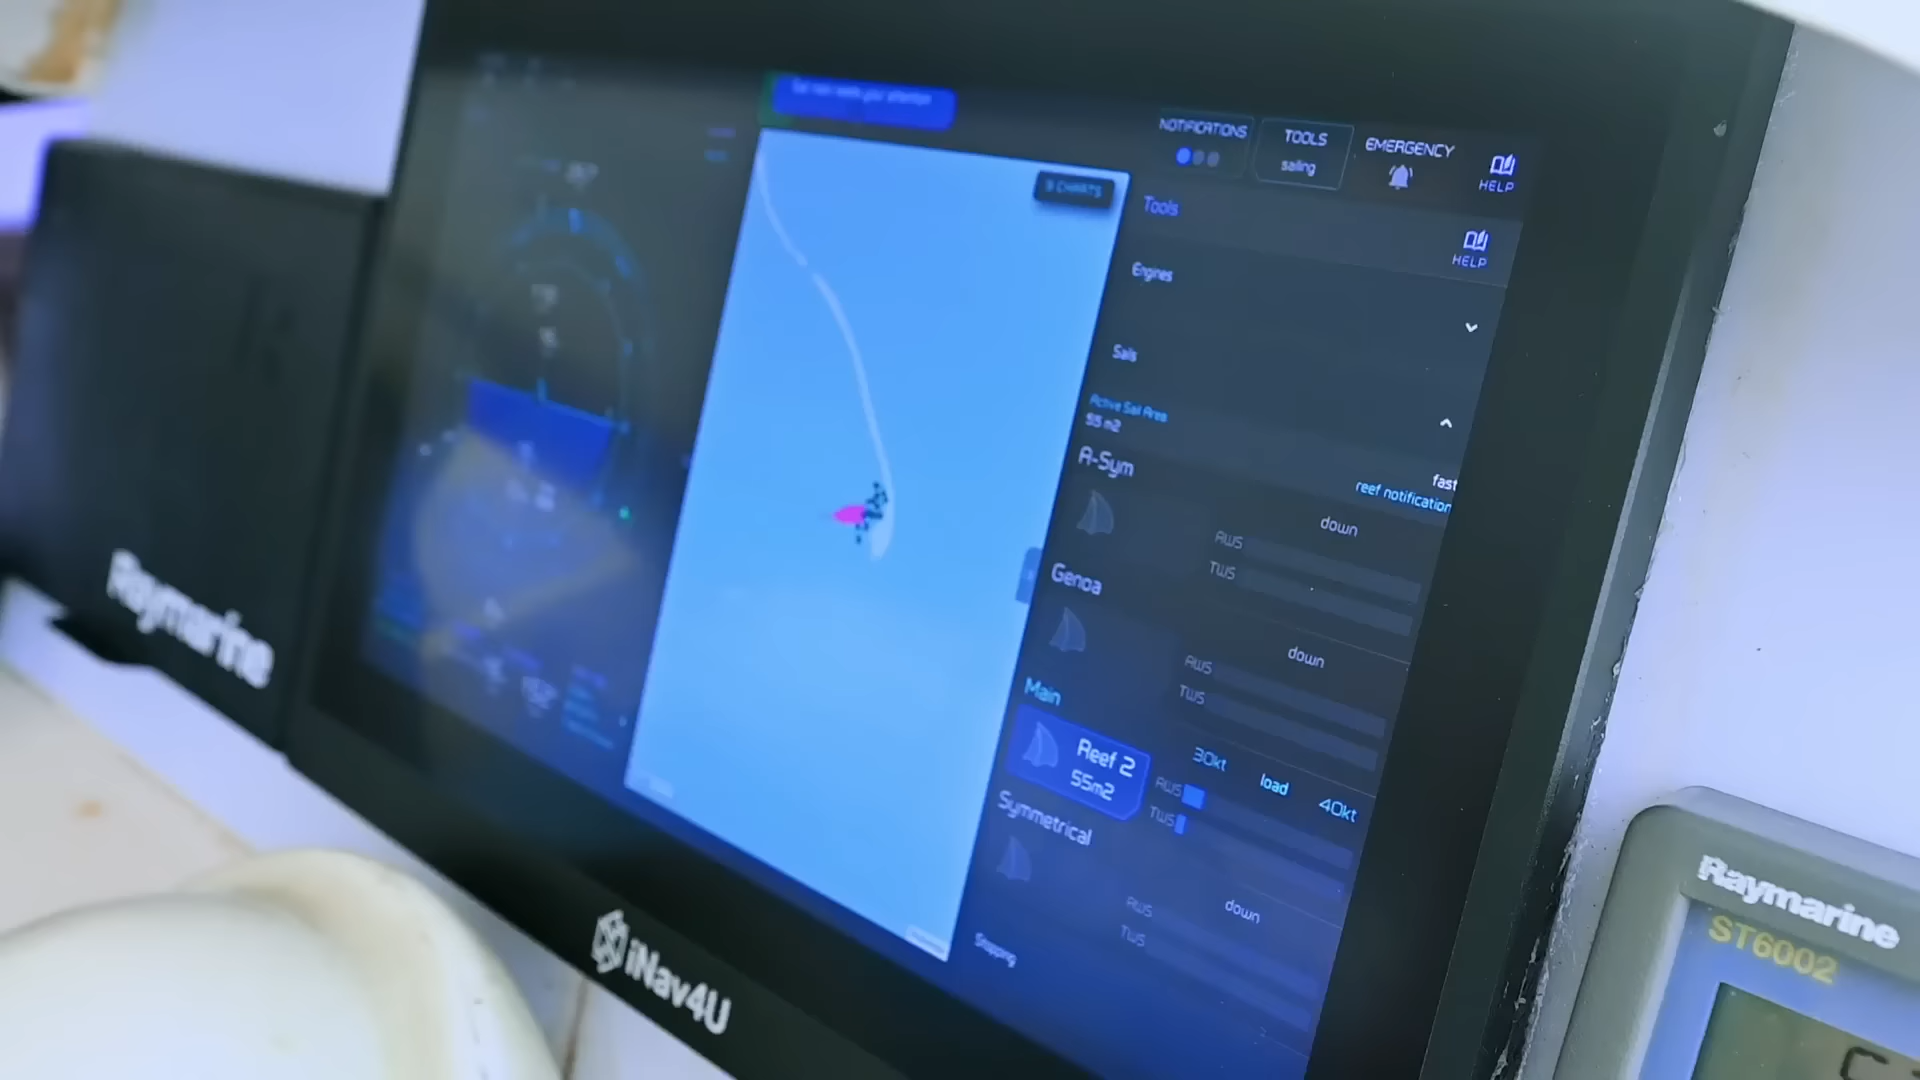 NOTIFICATIONS
TOOLS
sailing
EMERGENCY
HELP
Tools
HELP
Engines
Sails
Active Sail Area
55 m2
A-Sym
fast
reef notification
down
AWS
TWS
Genoa
down
AWS
TWS
Main
Reef 2
55m2
30kt
load
40kt
AWS
TWS
Symmetrical
down
AWS
TWS
Stopping
Raymarine
iNav4U
Raymarine
ST6002